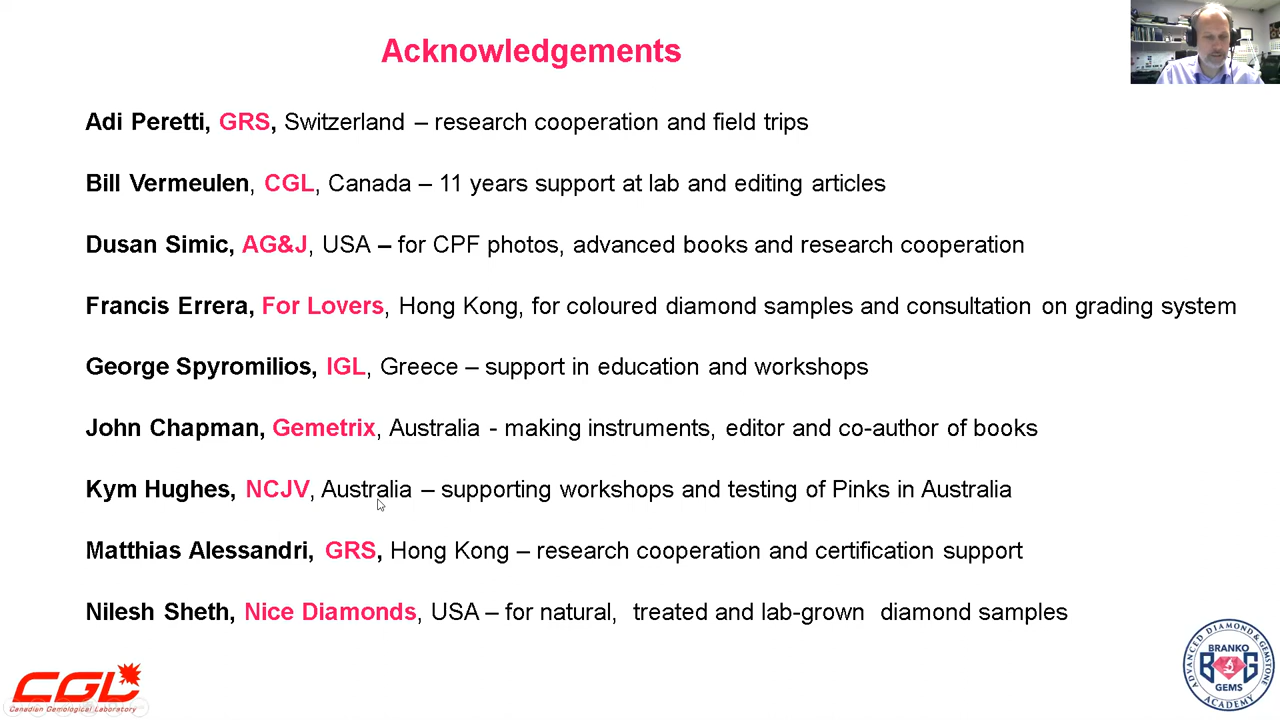 Acknowledgements
Adi Peretti, GRS, Switzerland – research cooperation and field trips
Bill Vermeulen, CGL, Canada – 11 years support at lab and editing articles
Dusan Simic, AG&J, USA – for CPF photos, advanced books and research cooperation
Francis Errera, For Lovers, Hong Kong, for coloured diamond samples and consultation on grading system
George Spyromilios, IGL, Greece – support in education and workshops
John Chapman, Gemetrix, Australia - making instruments, editor and co-author of books
Kym Hughes, NCJV, Australia – supporting workshops and testing of Pinks in Australia
Matthias Alessandri, GRS, Hong Kong – research cooperation and certification support
Nilesh Sheth, Nice Diamonds, USA – for natural, treated and lab-grown diamond samples
CGL
Canadian Gemological Laboratory
ADVANCED DIAMOND & GEMSTONE
BRANKO
BG
GEMS
ACADEMY